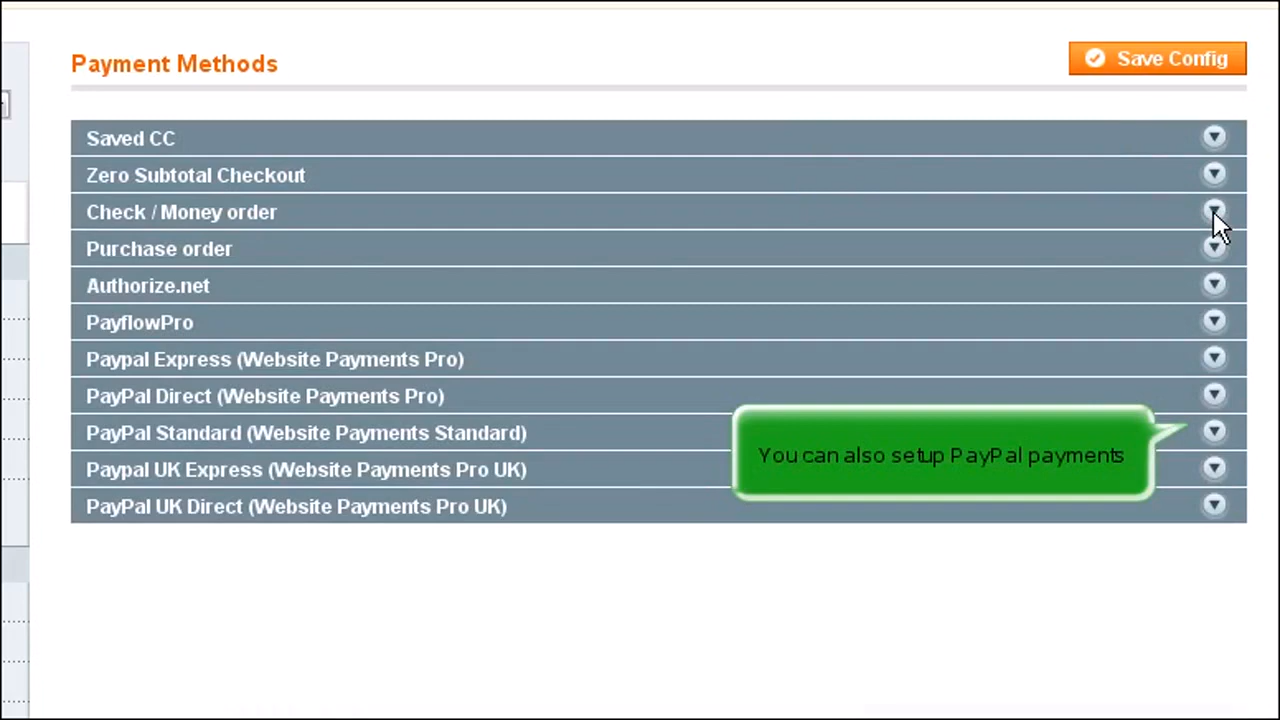 Payment Methods
Save Config
Saved CC
Zero Subtotal Checkout
Check / Money order
Purchase order
Authorize.net
PayflowPro
Paypal Express (Website Payments Pro)
PayPal Direct (Website Payments Pro)
PayPal Standard (Website Payments Standard)
You can also setup PayPal payments
Paypal UK Express (Website Payments Pro UK)
PayPal UK Direct (Website Payments Pro UK)